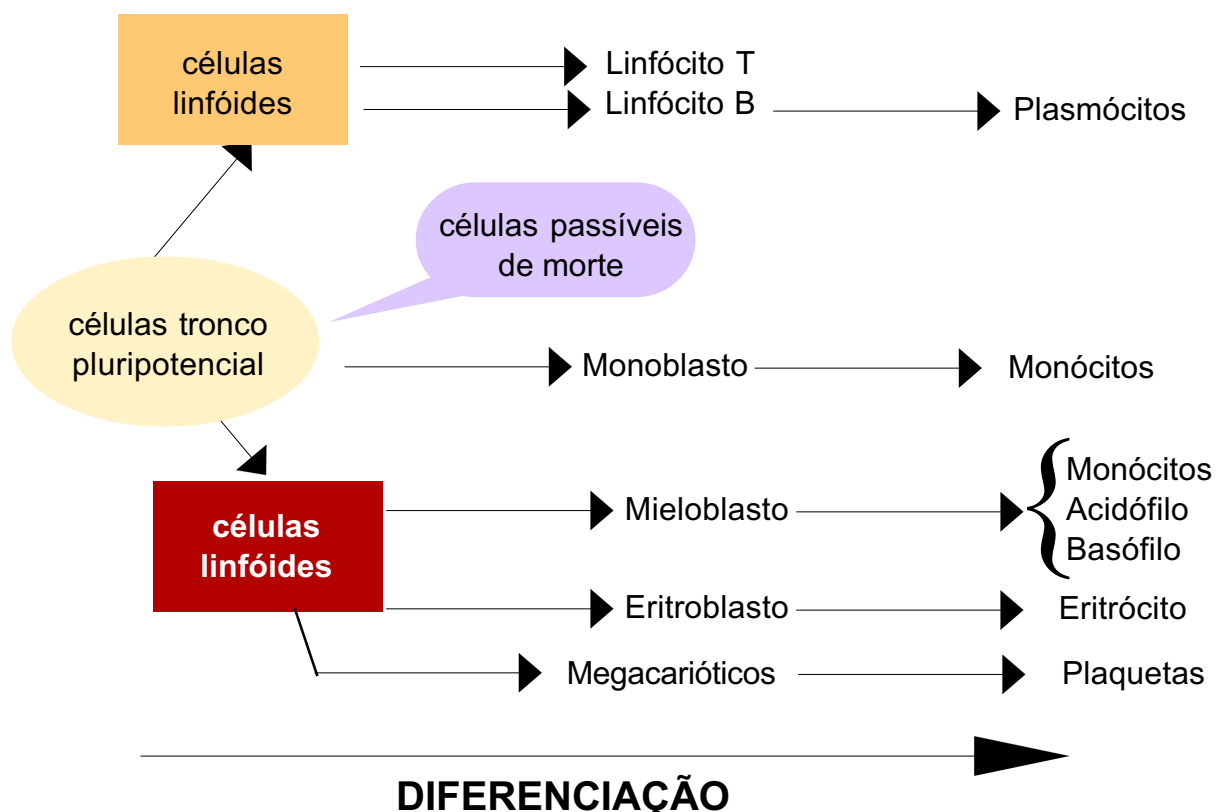 células
linfóides
Linfócito T
Linfócito B
Plasmócitos
células passíveis
de morte
células tronco
pluripotencial
Monoblasto
Monócitos
células
linfóides
Mieloblasto
Monócitos
Acidófilo
Basófilo
Eritroblasto
Eritrócito
Megacarióticos
Plaquetas
DIFERENCIAÇÃO